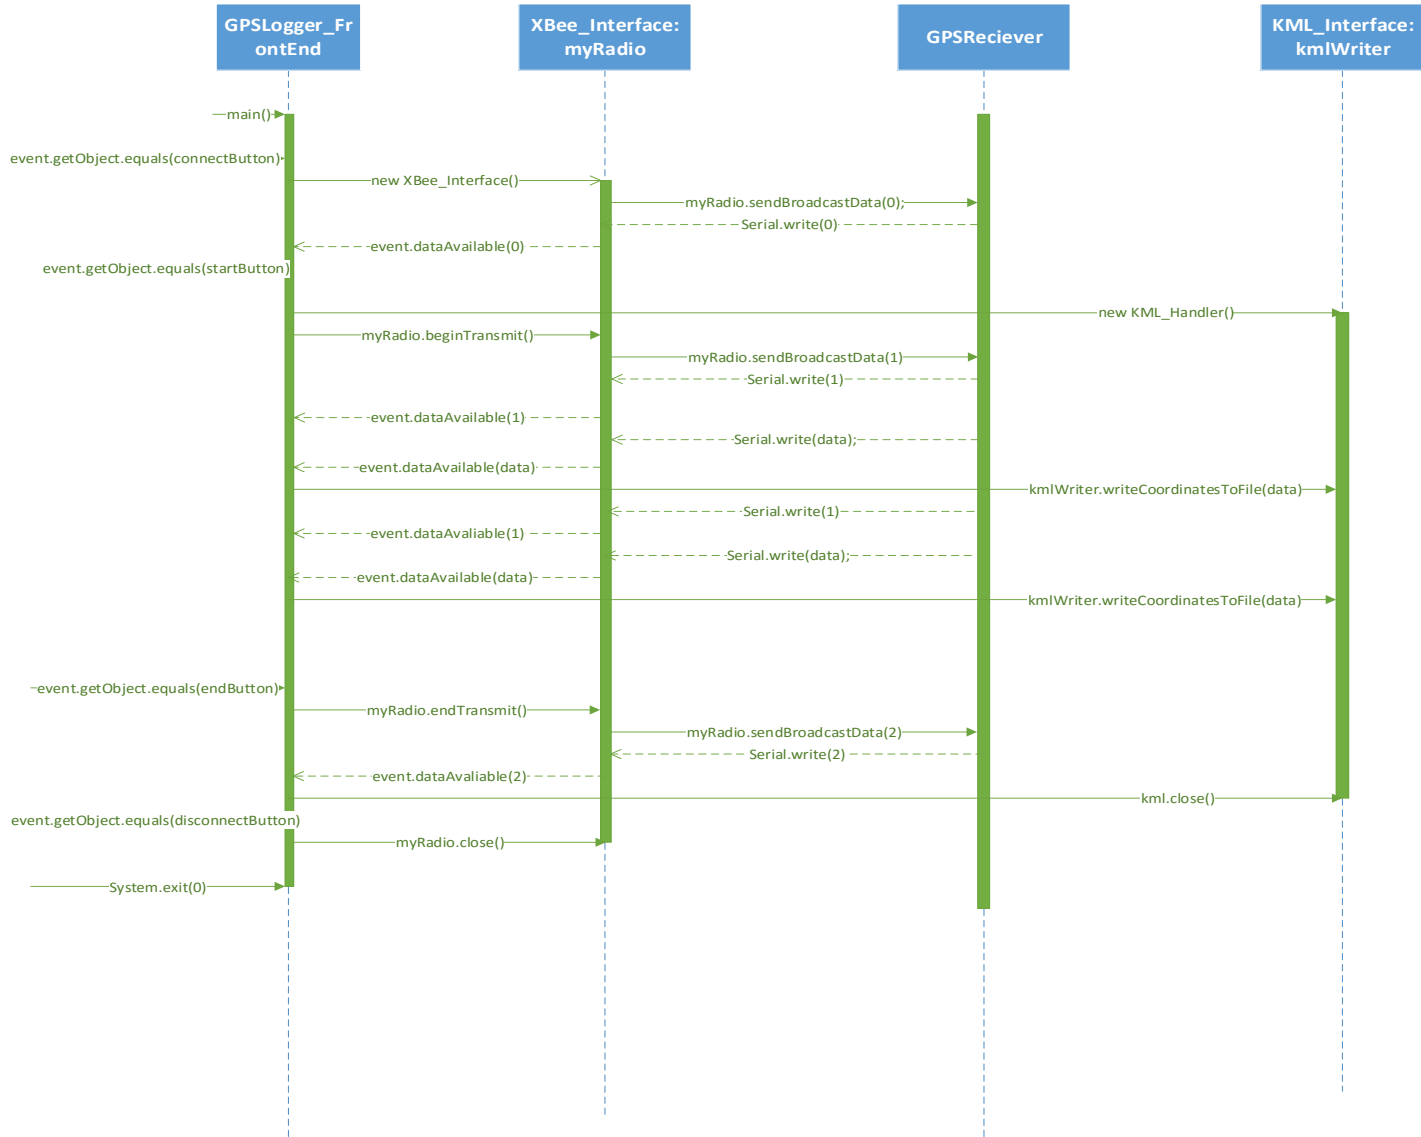 GPSLogger_Fr
ontEnd
XBee_Interface:
myRadio
GPSReciever
KML_Interface:
kmlWriter
main()
event.getObject.equals(connectButton)
new XBee_Interface()
myRadio.sendBroadcastData(0);
Serial.write(0)
event.dataAvailable(0)
event.getObject.equals(startButton)
new KML_Handler()
myRadio.beginTransmit()
myRadio.sendBroadcastData(1)
Serial.write(1)
event.dataAvailable(1)
Serial.write(data);
event.dataAvailable(data)
kmlWriter.writeCoordinatesToFile(data)
Serial.write(1)
event.dataAvaliable(1)
Serial.write(data);
event.dataAvailable(data)
kmlWriter.writeCoordinatesToFile(data)
event.getObject.equals(endButton)
myRadio.endTransmit()
myRadio.sendBroadcastData(2)
Serial.write(2)
event.dataAvaliable(2)
kml.close()
event.getObject.equals(disconnectButton)
myRadio.close()
System.exit(0)